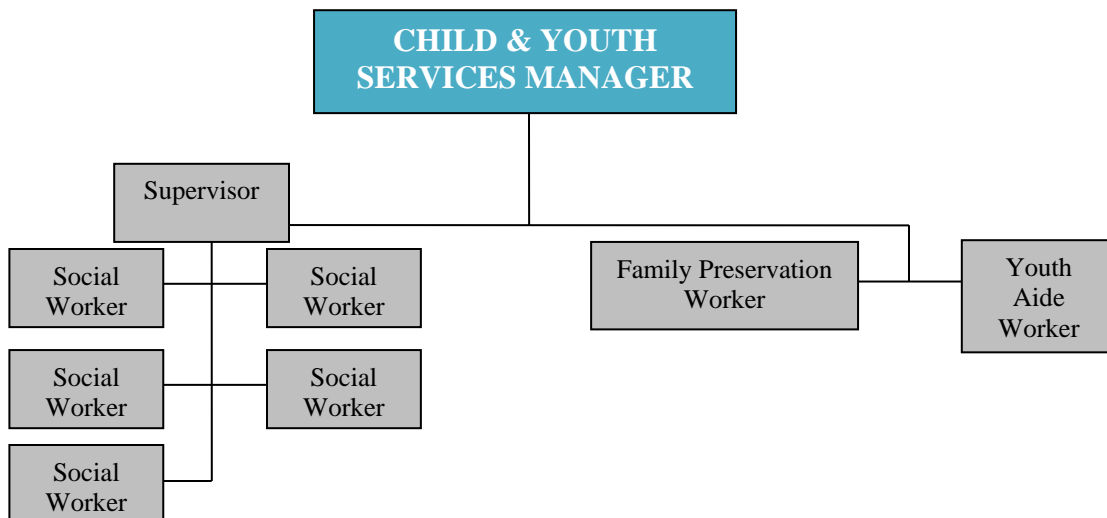 CHILD & YOUTH
SERVICES MANAGER
Supervisor
Social
Worker
Social
Worker
Family Preservation
Worker
Youth
Aide
Worker
Social
Worker
Social
Worker
Social
Worker